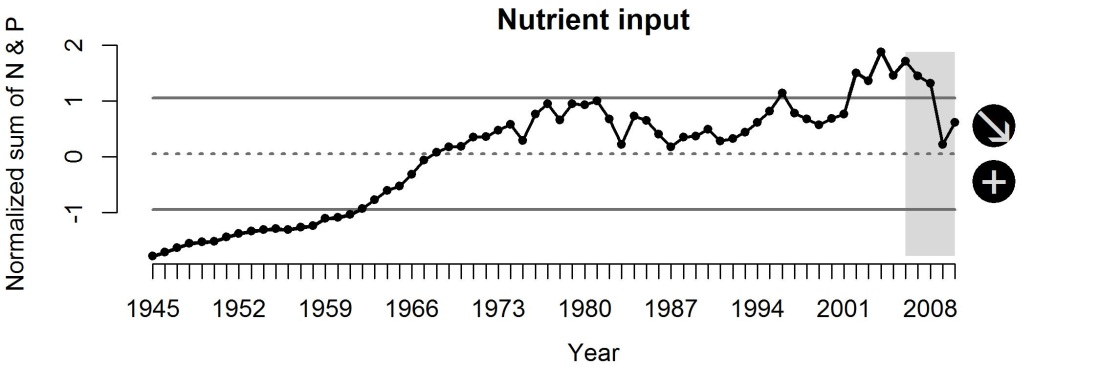 Nutrient input
Normalized sum of N & P
2
1
0
-1
1945 1952 1959 1966 1973 1980 1987 1994 2001 2008
Year
+